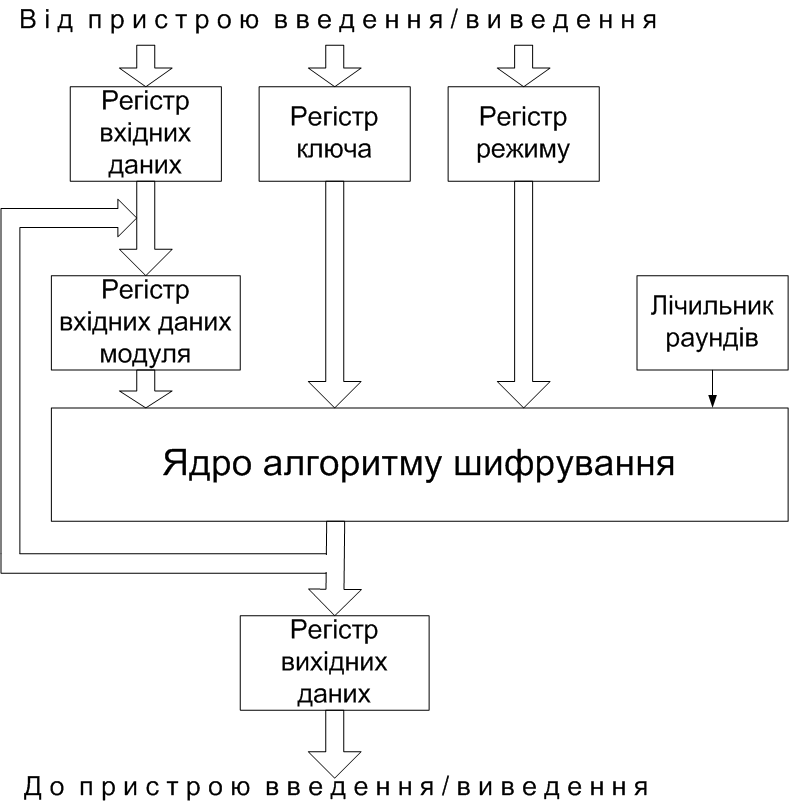 Від пристрою введення/виведення
Регістр
вхідних
даних
Регістр
ключа
Регістр
режиму
Регістр
вхідних даних
модуля
Лічильник
раундів
Ядро алгоритму шифрування
Регістр
вихідних
даних
До пристрою введення/виведення